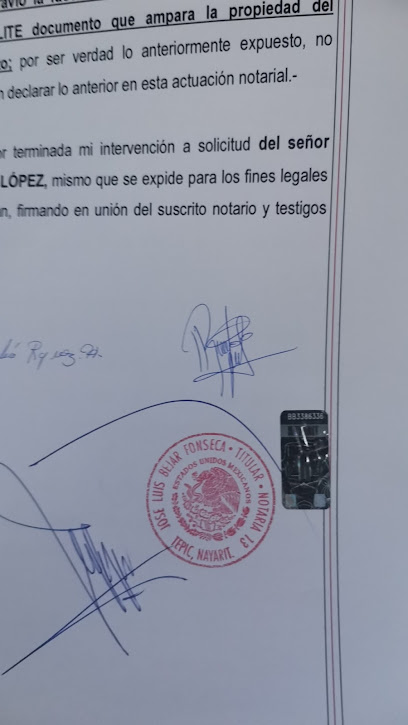 LITE documento que ampara la propiedad del
o; por ser verdad lo anteriormente expuesto, no
n declarar lo anterior en esta actuación notarial.-
or terminada mi intervención a solicitud del señor
LÓPEZ, mismo que se expide para los fines legales
n, firmando en unión del suscrito notario y testigos
BB3386336
JOSE LUIS BEJAR FONSECA • TITULAR • NOTARIA 13
ESTADOS UNIDOS MEXICANOS
TEPIC, NAYARIT.